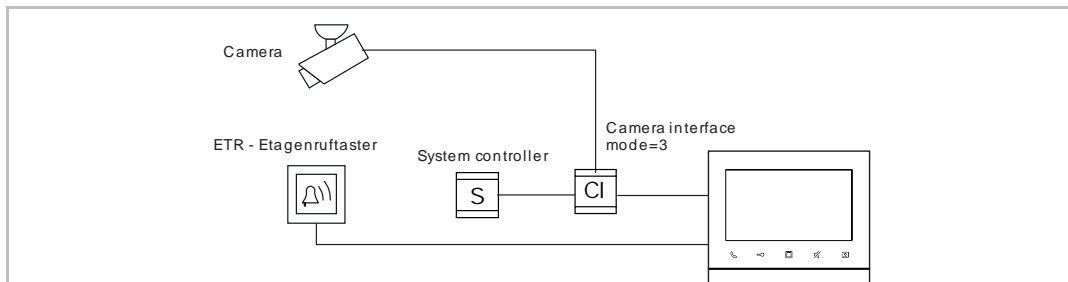 Camera
Camera interface
mode=3
ETR - Etagenruftaster
System controller
S
CI